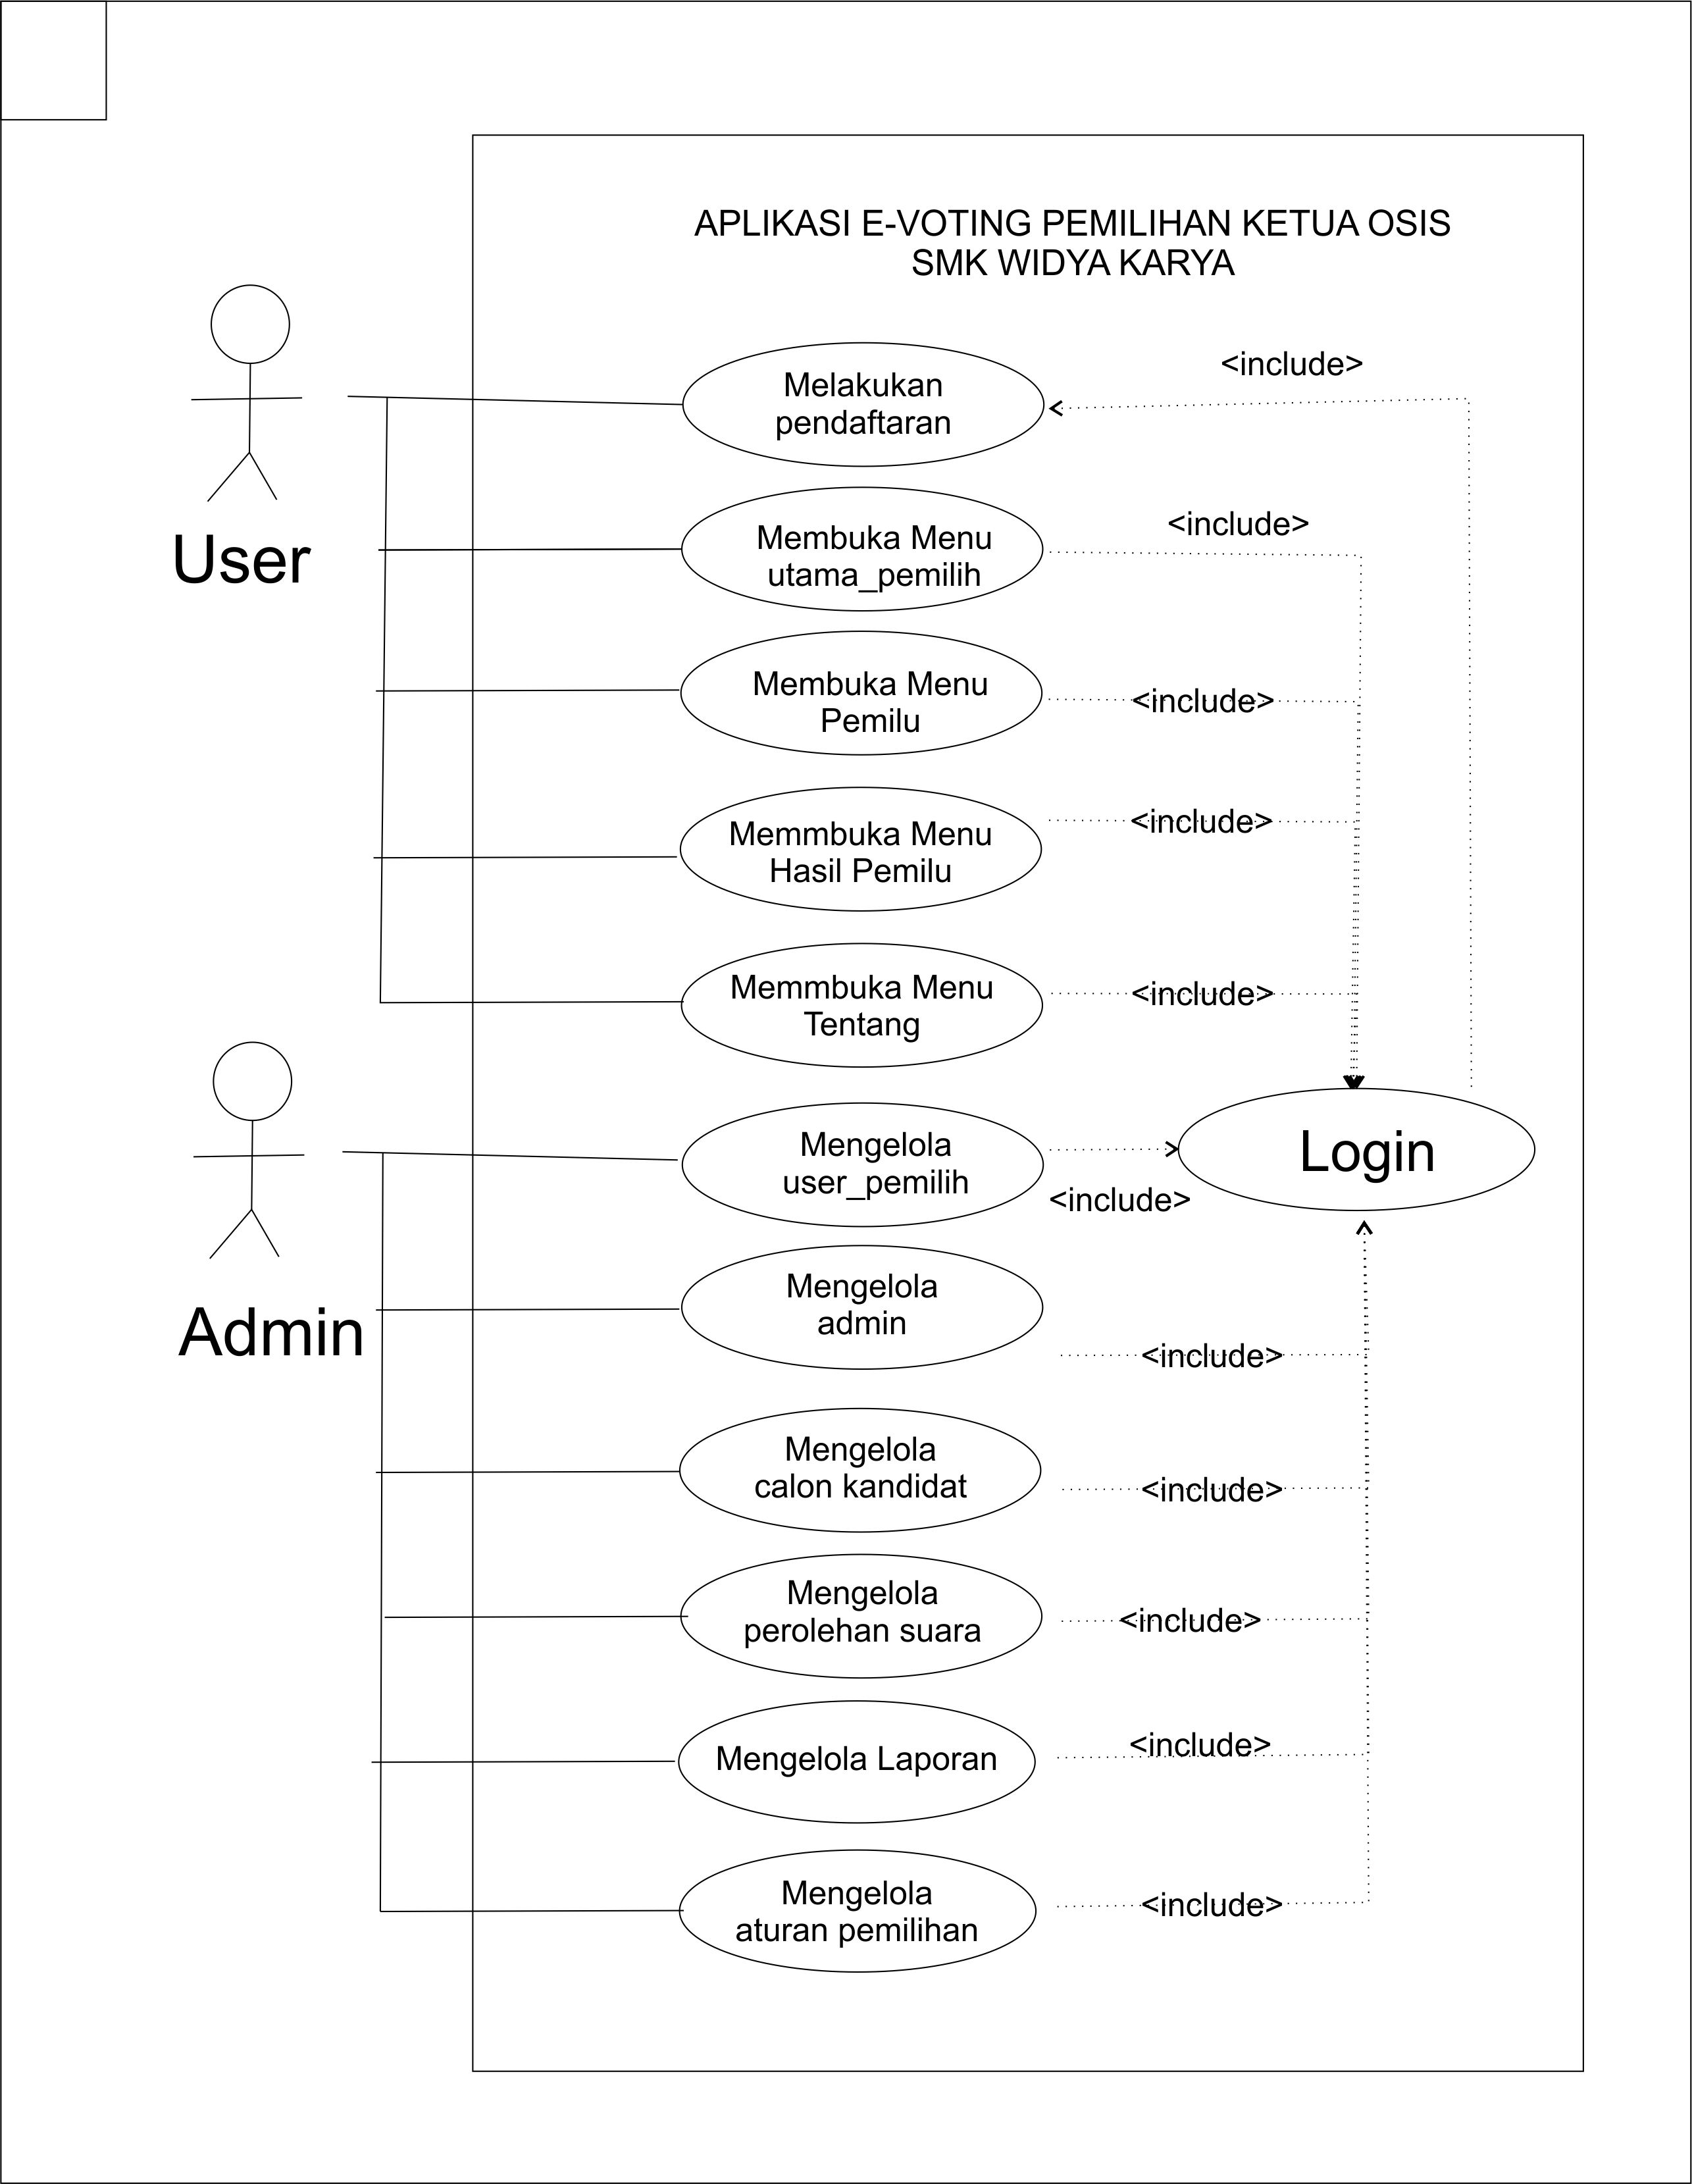 APLIKASI E-VOTING PEMILIHAN KETUA OSIS
SMK WIDYA KARYA
User
Melakukan
pendaftaran
<include>
Membuka Menu
utama_pemilih
<include>
Membuka Menu
Pemilu
<include>
Memmbuka Menu
Hasil Pemilu
<include>
Memmbuka Menu
Tentang
<include>
Admin
Mengelola
user_pemilih
<include>
Login
Mengelola
admin
<include>
Mengelola
calon kandidat
<include>
Mengelola
perolehan suara
<include>
Mengelola Laporan
<include>
Mengelola
aturan pemilihan
<include>